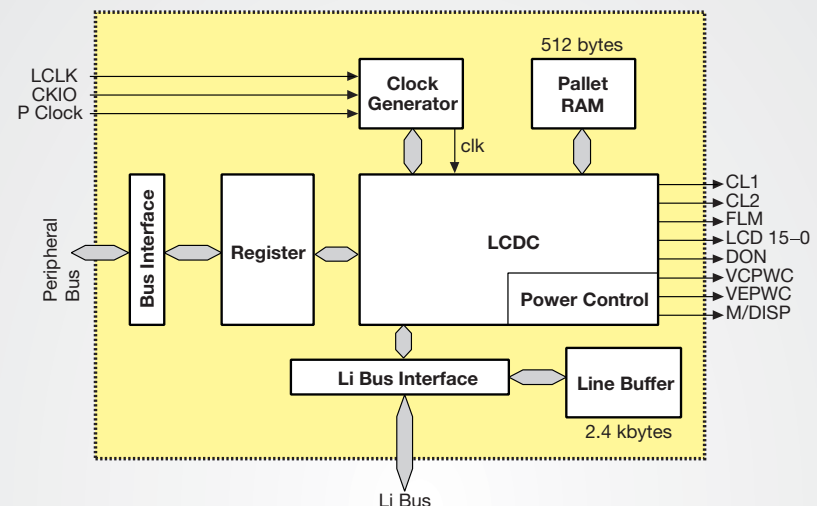 512 bytes
LCLK
CKIO
P Clock
Clock
Generator
Pallet
RAM
clk
Peripheral
Bus
Bus Interface
Register
LCDC
Power Control
CL1
CL2
FLM
LCD 15–0
DON
VCPWC
VEPWC
M/DISP
Li Bus Interface
Line Buffer
2.4 kbytes
Li Bus